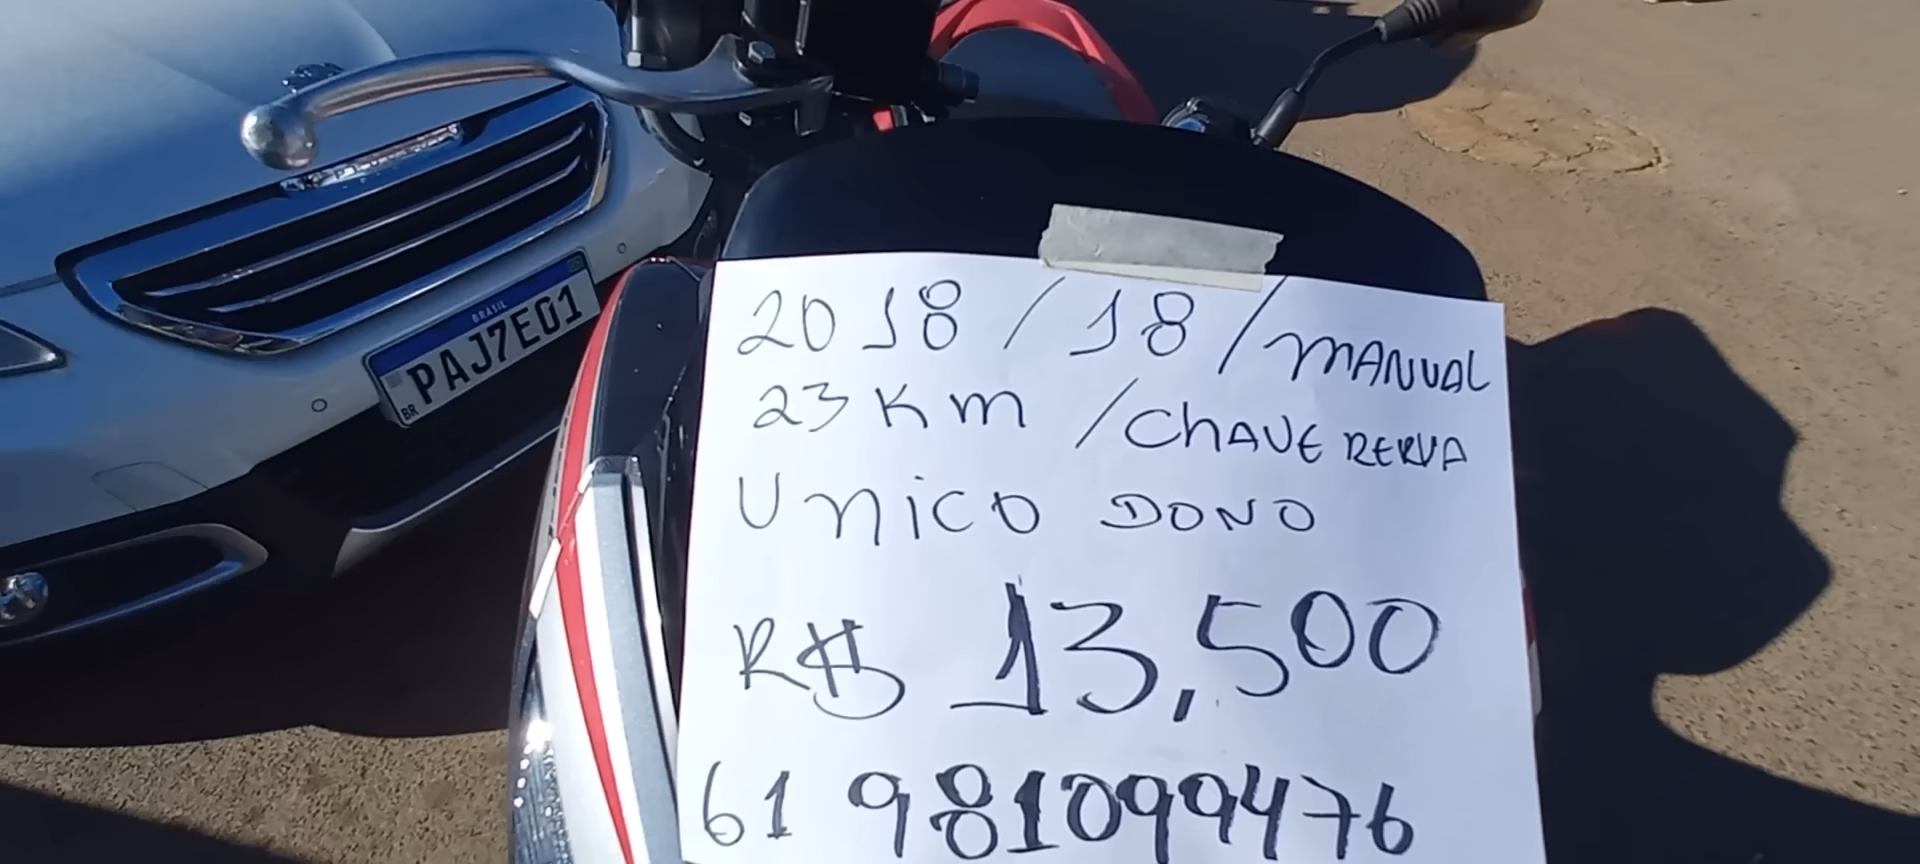 BRASIL
PAJ7E01
BR
2018/18/MANUAL
23 Km /CHAVE RERVA
UNICO DONO
R$ 13,500
61 981099476